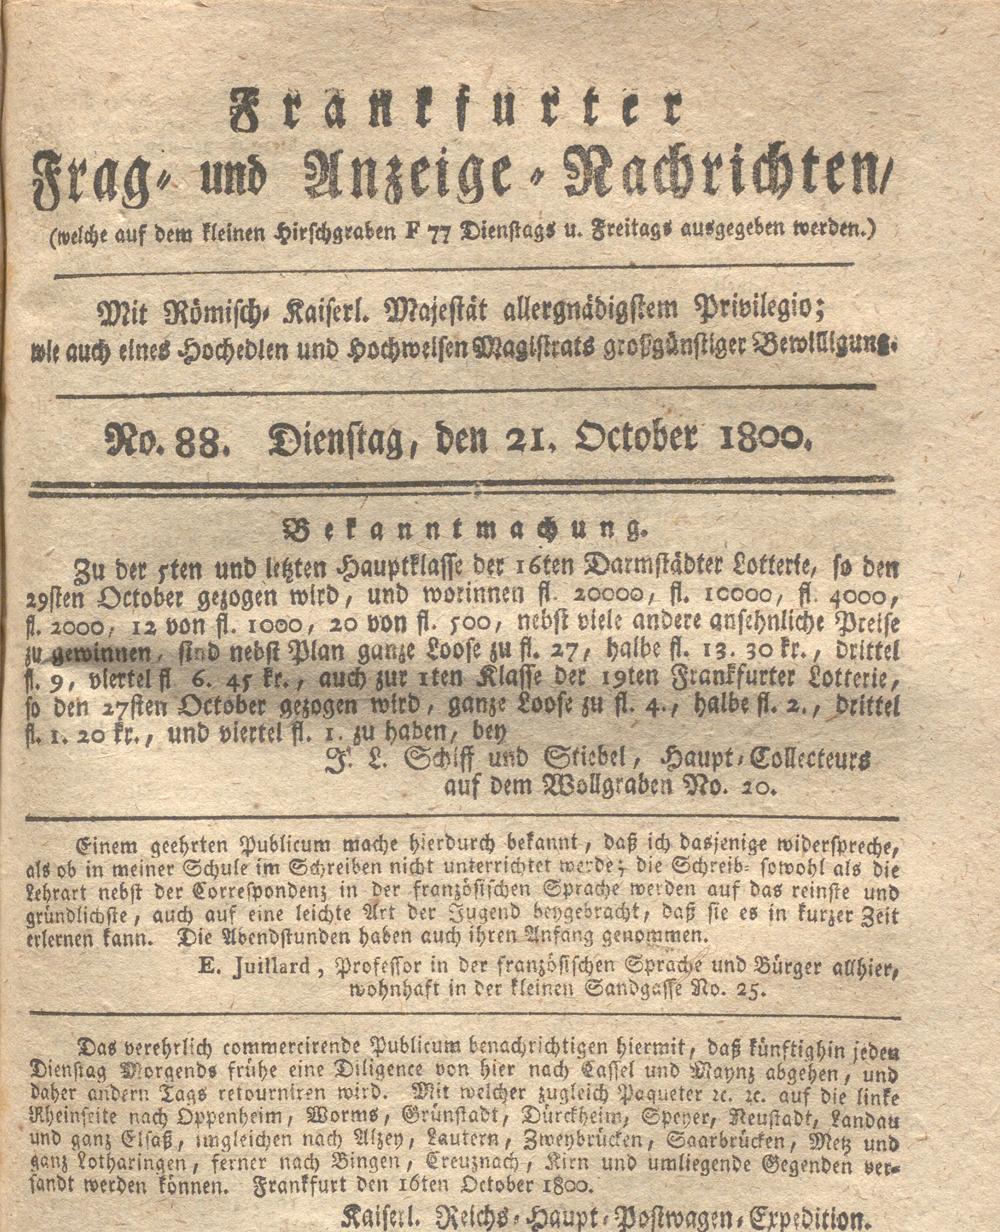 Frankfurter
Frag- und Anzeige-Nachrichten/
(welche auf dem kleinen Hirschgraben F 77 Dienstags u. Freitags ausgegeben werden.)
Mit Römisch-Kaiserl. Majestät allergnädigstem Privilegio;
wie auch eines Hochedlen und Hochweisen Magistrats großgünstiger Bewilligung.
No. 88. Dienstag, den 21. October 1800.
Bekanntmachung.
Zu der 5ten und letzten Hauptklasse der 16ten Darmstädter Lotterie, so den
29sten October gezogen wird, und worinnen fl. 20000, fl. 10000, fl. 4000,
fl. 2000, 12 von fl. 1000, 20 von fl. 500, nebst viele andere ansehnliche Preise
zu gewinnen, sind nebst Plan ganze Loose zu fl. 27, halbe fl. 13. 30 kr., drittel
fl. 9, viertel fl 6. 45 kr., auch zur 1ten Klasse der 19ten Frankfurter Lotterie,
so den 27sten October gezogen wird, ganze Loose zu fl. 4., halbe fl. 2., drittel
fl. 1. 20 kr., und viertel fl. 1. zu haben, bey
J. L. Schiff und Stiebel, Haupt-Collecteurs
auf dem Wollgraben No. 20.
Einem geehrten Publicum mache hierdurch bekannt, daß ich dasjenige widerspreche,
als ob in meiner Schule im Schreiben nicht unterrichtet werde; die Schreib- sowohl als die
Lehrart nebst der Correspondenz in der französischen Sprache werden auf das reinste und
gründlichste, auch auf eine leichte Art der Jugend beygebracht, daß sie es in kurzer Zeit
erlernen kann. Die Abendstunden haben auch ihren Anfang genommen.
E. Juillard, Professor in der französischen Sprache und Bürger allhier,
wohnhaft in der kleinen Sandgasse No. 25.
Das verehrlich commercirende Publicum benachrichtigen hiermit, daß künftighin jeden
Dienstag Morgends frühe eine Diligence von hier nach Cassel und Maynz abgehen, und
daher andern Tags retourniren wird. Mit welcher zugleich Paqueter ꝛc. ꝛc. auf die linke
Rheinseite nach Oppenheim, Worms, Grünstadt, Dürckheim, Speyer, Neustadt, Landau
und ganz Elsaß, imgleichen nach Alzey, Lautern, Zweybrücken, Saarbrücken, Metz und
ganz Lotharingen, ferner nach Bingen, Creuznach, Kirn und umliegende Gegenden ver-
sandt werden können. Frankfurt den 16ten October 1800.
Kaiserl. Reichs-Haupt-Postwagen-Expedition.